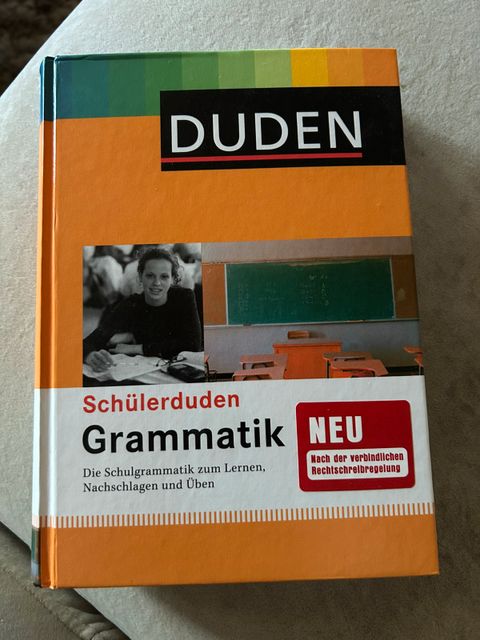 DUDEN
Schülerduden
Grammatik
Die Schulgrammatik zum Lernen,
Nachschlagen und Üben
NEU
Nach der verbindlichen
Rechtschreibregelung